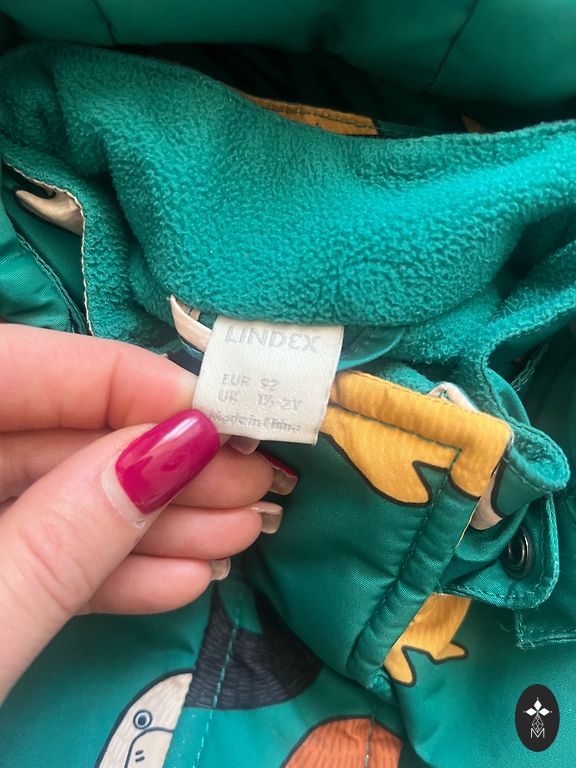 LINDEX
EUR 92
UK 1½-2Y
Made in China
M